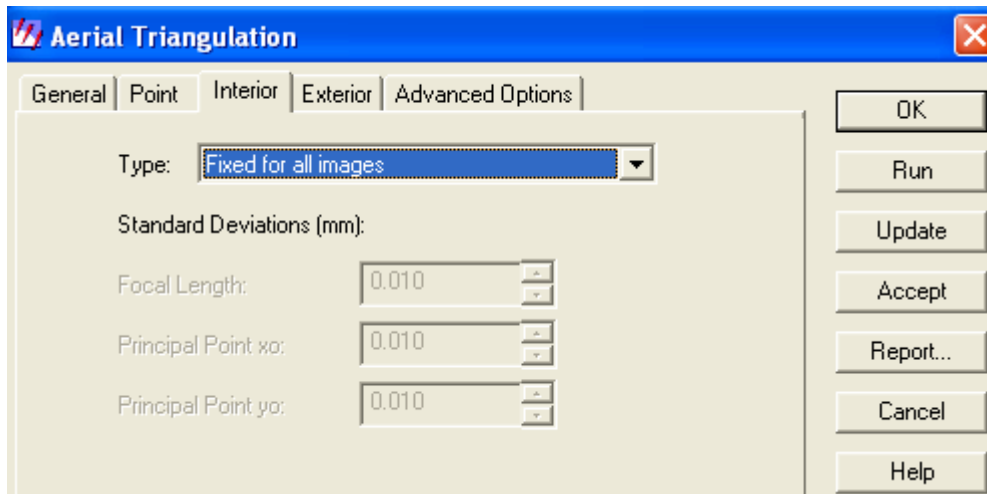 Aerial Triangulation
General Point Interior Exterior Advanced Options
OK
Type: Fixed for all images
Run
Standard Deviations (mm):
Update
Focal Length: 0.010
Accept
Principal Point xo: 0.010
Report...
Principal Point yo: 0.010
Cancel
Help